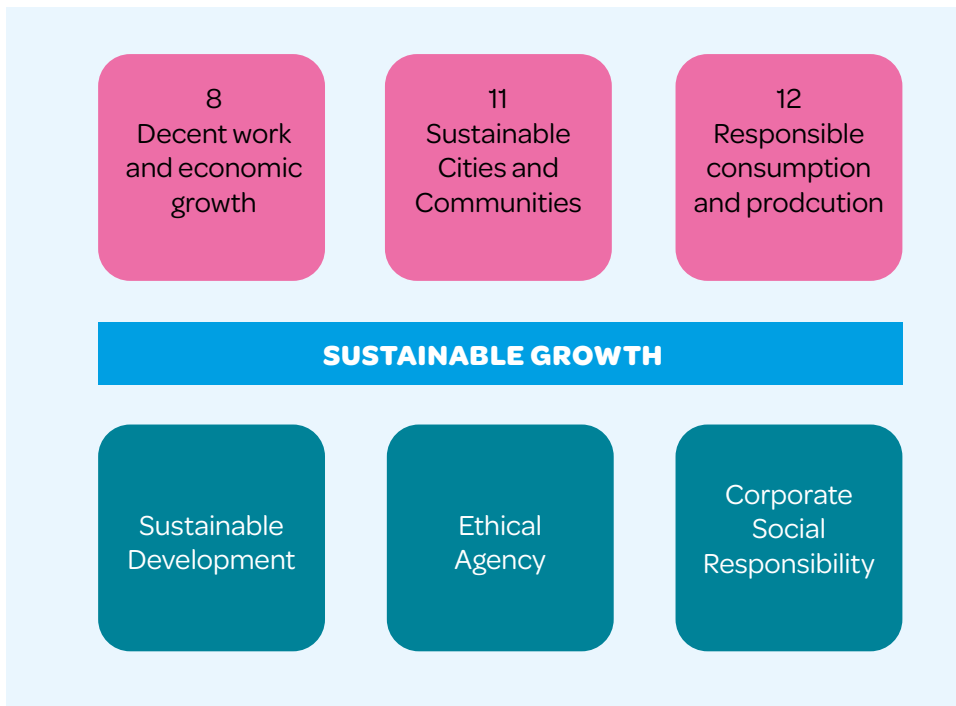 8
Decent work
and economic
growth
11
Sustainable
Cities and
Communities
12
Responsible
consumption
and prodcution
SUSTAINABLE GROWTH
Sustainable
Development
Ethical
Agency
Corporate
Social
Responsibility